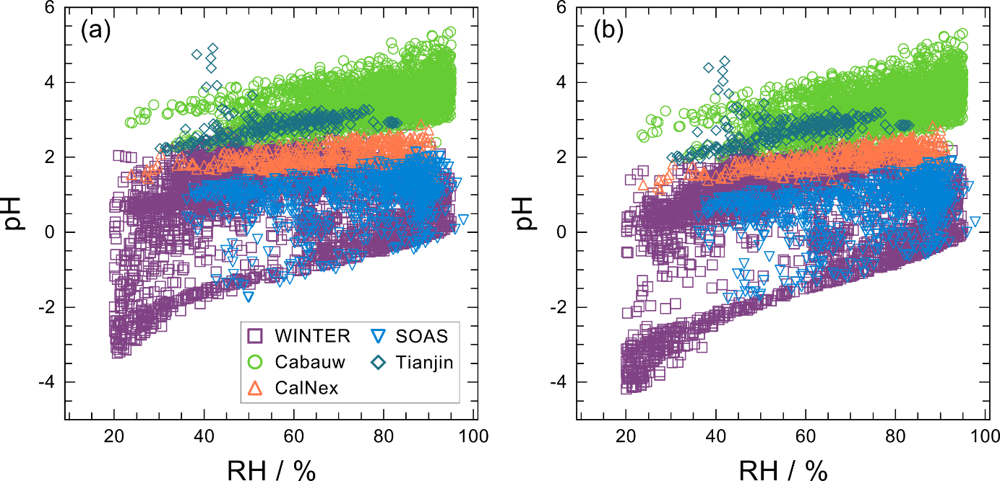 (a)
6
4
2
0
-2
-4
pH
20 40 60 80 100
RH / %
WINTER SOAS
Cabauw Tianjin
CalNex
(b)
6
4
2
0
-2
-4
pH
20 40 60 80 100
RH / %